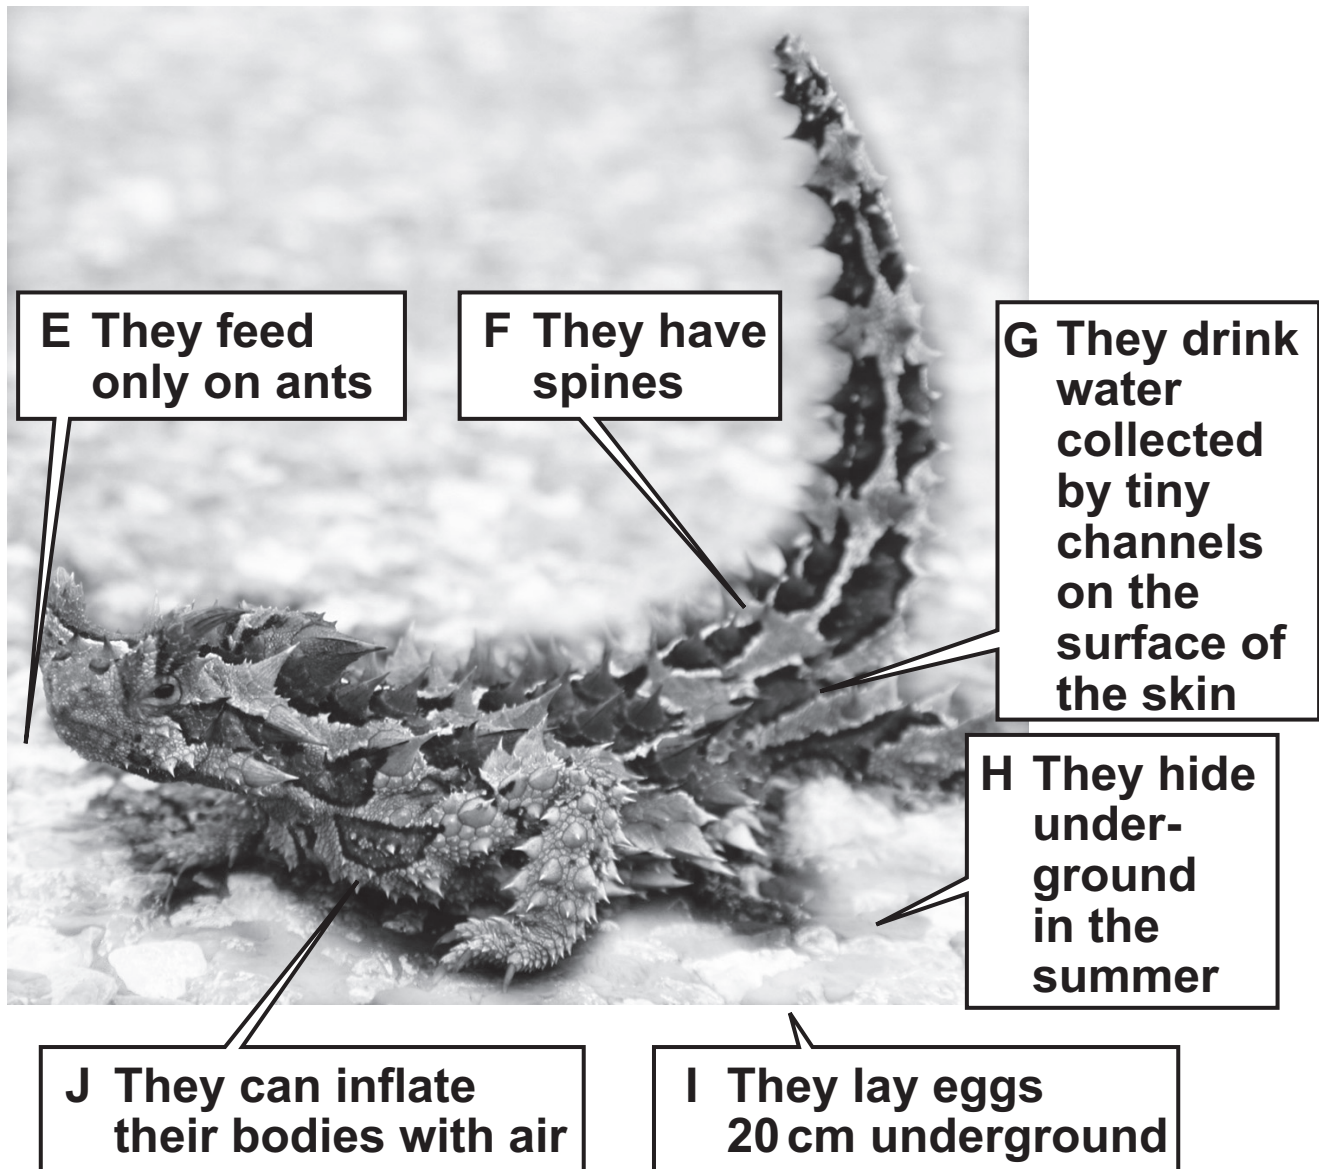 E They feed
only on ants
F They have
spines
G They drink
water
collected
by tiny
channels
on the
surface of
the skin
H They hide
under-
ground
in the
summer
J They can inflate
their bodies with air
I They lay eggs
20 cm underground